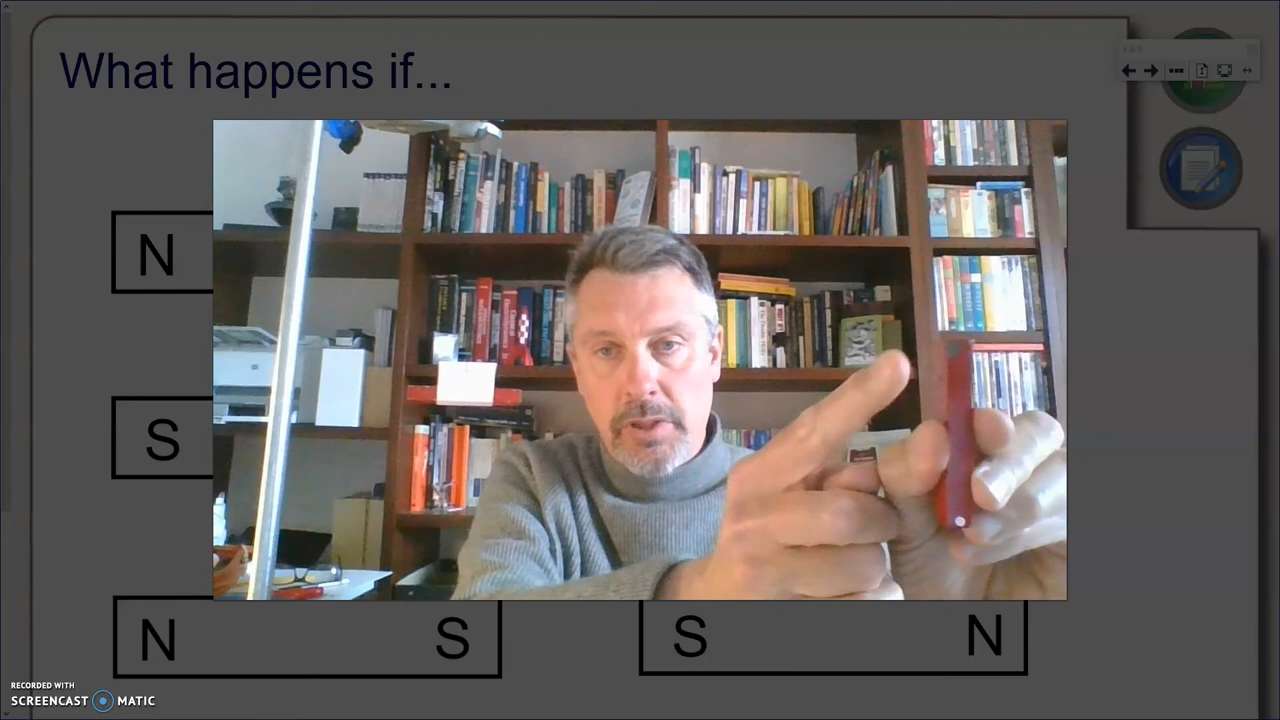 What happens if...
N
S
N S S N
RECORDED WITH
SCREENCAST MATIC